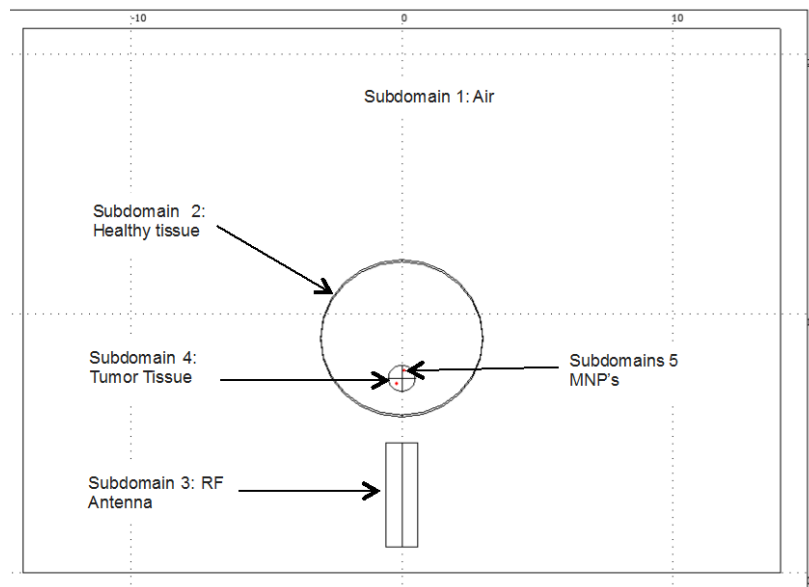 -10 0 10
Subdomain 1: Air
Subdomain 2:
Healthy tissue
Subdomain 4:
Tumor Tissue
Subdomains 5
MNP's
Subdomain 3: RF
Antenna